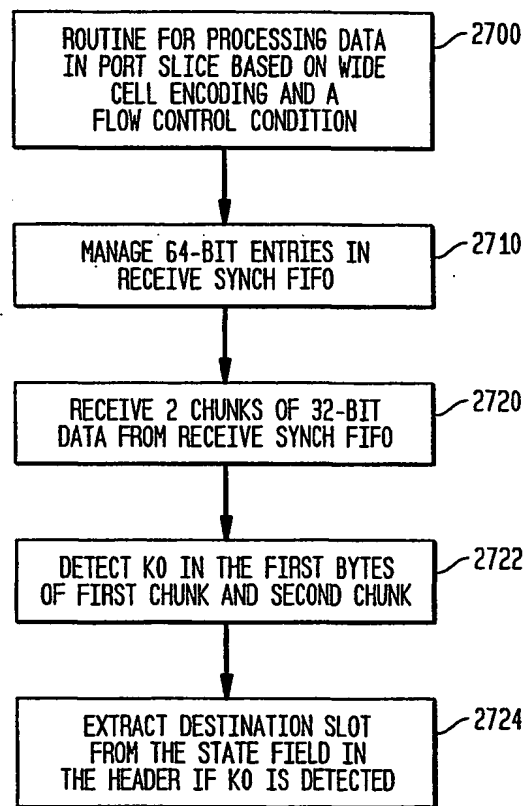 ROUTINE FOR PROCESSING DATA
IN PORT SLICE BASED ON WIDE
CELL ENCODING AND A
FLOW CONTROL CONDITION
2700
MANAGE 64-BIT ENTRIES IN
RECEIVE SYNCH FIFO
2710
RECEIVE 2 CHUNKS OF 32-BIT
DATA FROM RECEIVE SYNCH FIFO
2720
DETECT K0 IN THE FIRST BYTES
OF FIRST CHUNK AND SECOND CHUNK
2722
EXTRACT DESTINATION SLOT
FROM THE STATE FIELD IN
THE HEADER IF K0 IS DETECTED
2724